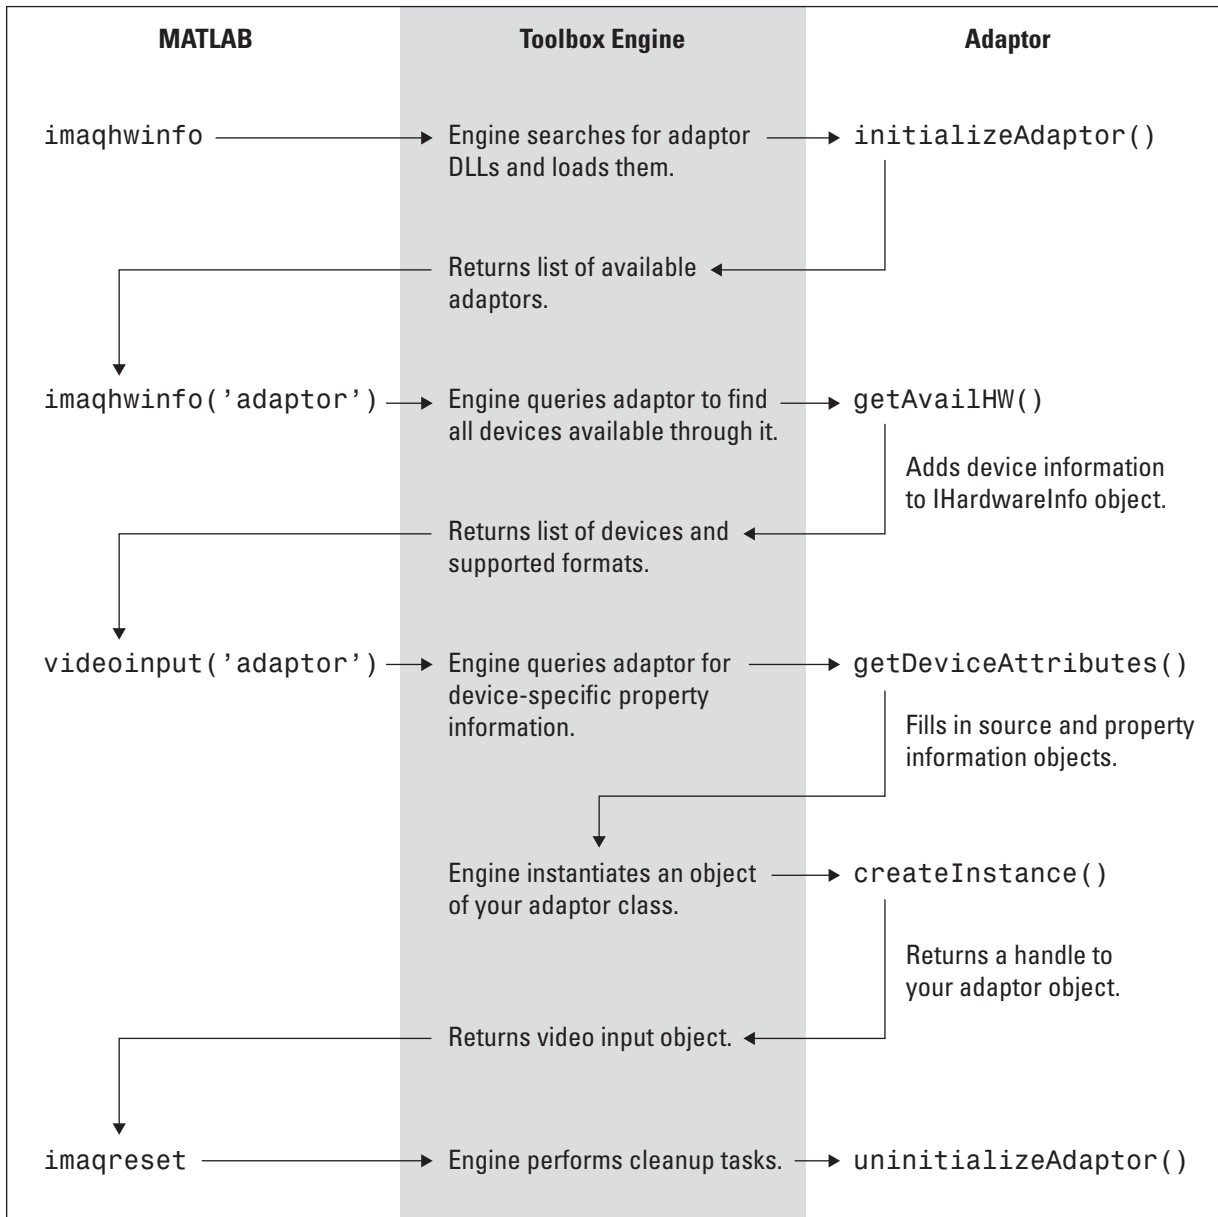 MATLAB Toolbox Engine Adaptor
imaqhwinfo Engine searches for adaptor initializeAdaptor()
DLLs and loads them.
Returns list of available
adaptors.
imaqhwinfo('adaptor') Engine queries adaptor to find getAvailHW()
all devices available through it.
Adds device information
to IHardwareInfo object.
Returns list of devices and
supported formats.
videoinput('adaptor') Engine queries adaptor for getDeviceAttributes()
device-specific property
information.
Fills in source and property
information objects.
Engine instantiates an object createInstance()
of your adaptor class.
Returns a handle to
your adaptor object.
Returns video input object.
imaqreset Engine performs cleanup tasks. uninitializeAdaptor()